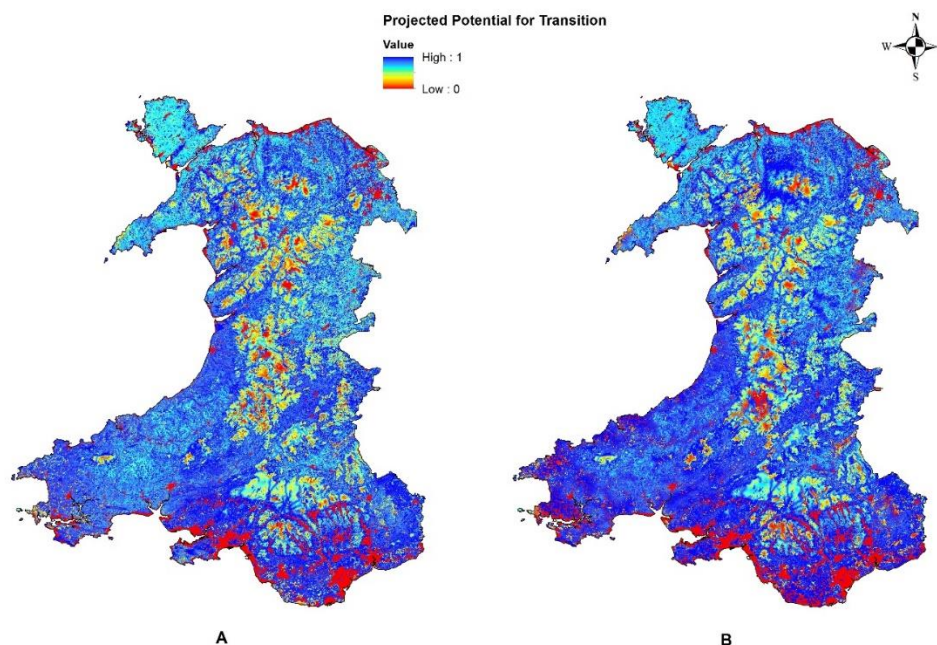 Projected Potential for Transition
Value
High : 1
Low : 0
N
W
E
S
A
B